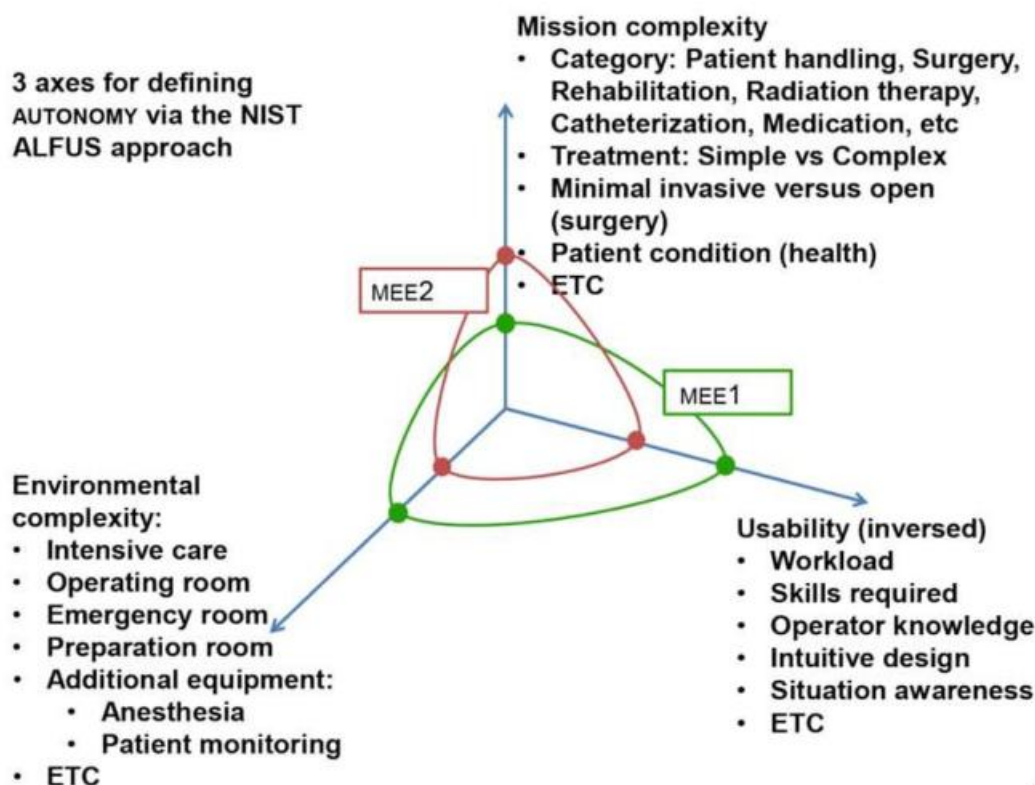 3 axes for defining
AUTONOMY via the NIST
ALFUS approach
Mission complexity
• Category: Patient handling, Surgery,
Rehabilitation, Radiation therapy,
Catheterization, Medication, etc
• Treatment: Simple vs Complex
• Minimal invasive versus open
(surgery)
• Patient condition (health)
• ETC
MEE2
MEE1
Environmental
complexity:
• Intensive care
• Operating room
• Emergency room
• Preparation room
• Additional equipment:
• Anesthesia
• Patient monitoring
• ETC
Usability (inversed)
• Workload
• Skills required
• Operator knowledge
• Intuitive design
• Situation awareness
• ETC